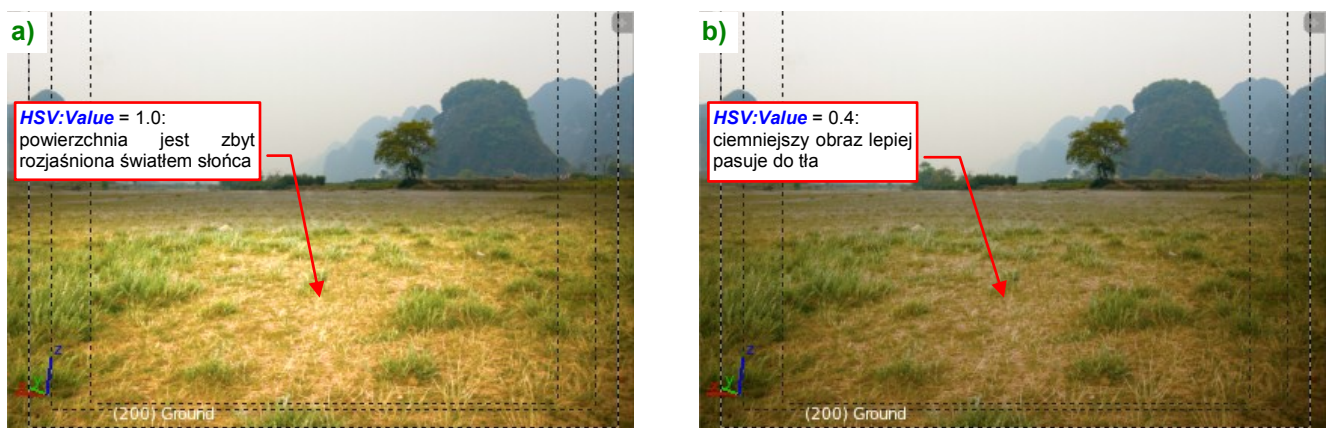 a)
HSV:Value = 1.0:
powierzchnia jest zbyt
rozjaśniona światłem słońca
z
x
y
(200) Ground
b)
HSV:Value = 0.4:
ciemniejszy obraz lepiej
pasuje do tła
z
x
y
(200) Ground